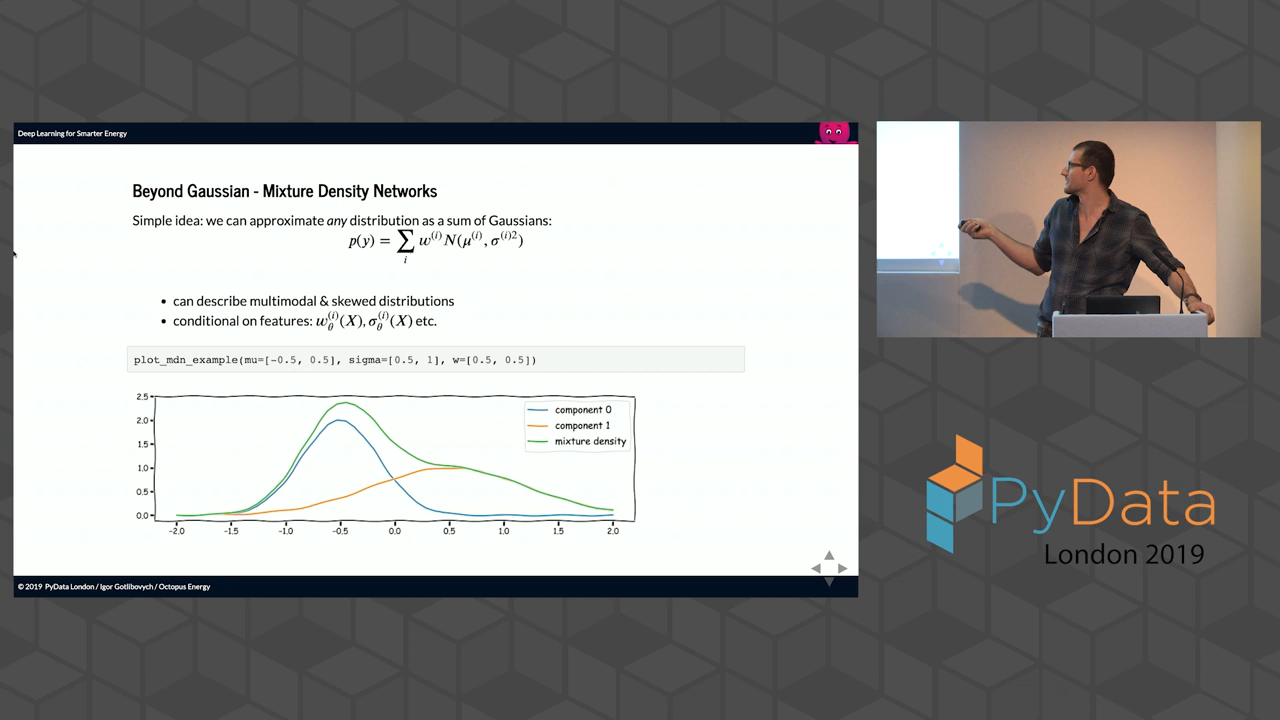 Deep Learning for Smarter Energy
Beyond Gaussian - Mixture Density Networks
Simple idea: we can approximate any distribution as a sum of Gaussians:
p(y) = ∑ᵢ w⁽ⁱ⁾ N(μ⁽ⁱ⁾, σ⁽ⁱ⁾²)
• can describe multimodal & skewed distributions
• conditional on features: w_θ⁽ⁱ⁾(X), σ_θ⁽ⁱ⁾(X) etc.
plot_mdn_example(mu=[-0.5, 0.5], sigma=[0.5, 1], w=[0.5, 0.5])
2.5
2.0
1.5
1.0
0.5
0.0
component 0
component 1
mixture density
-2.0 -1.5 -1.0 -0.5 0.0 0.5 1.0 1.5 2.0
© 2019 PyData London / Igor Gotlibovych / Octopus Energy
PyData
London 2019